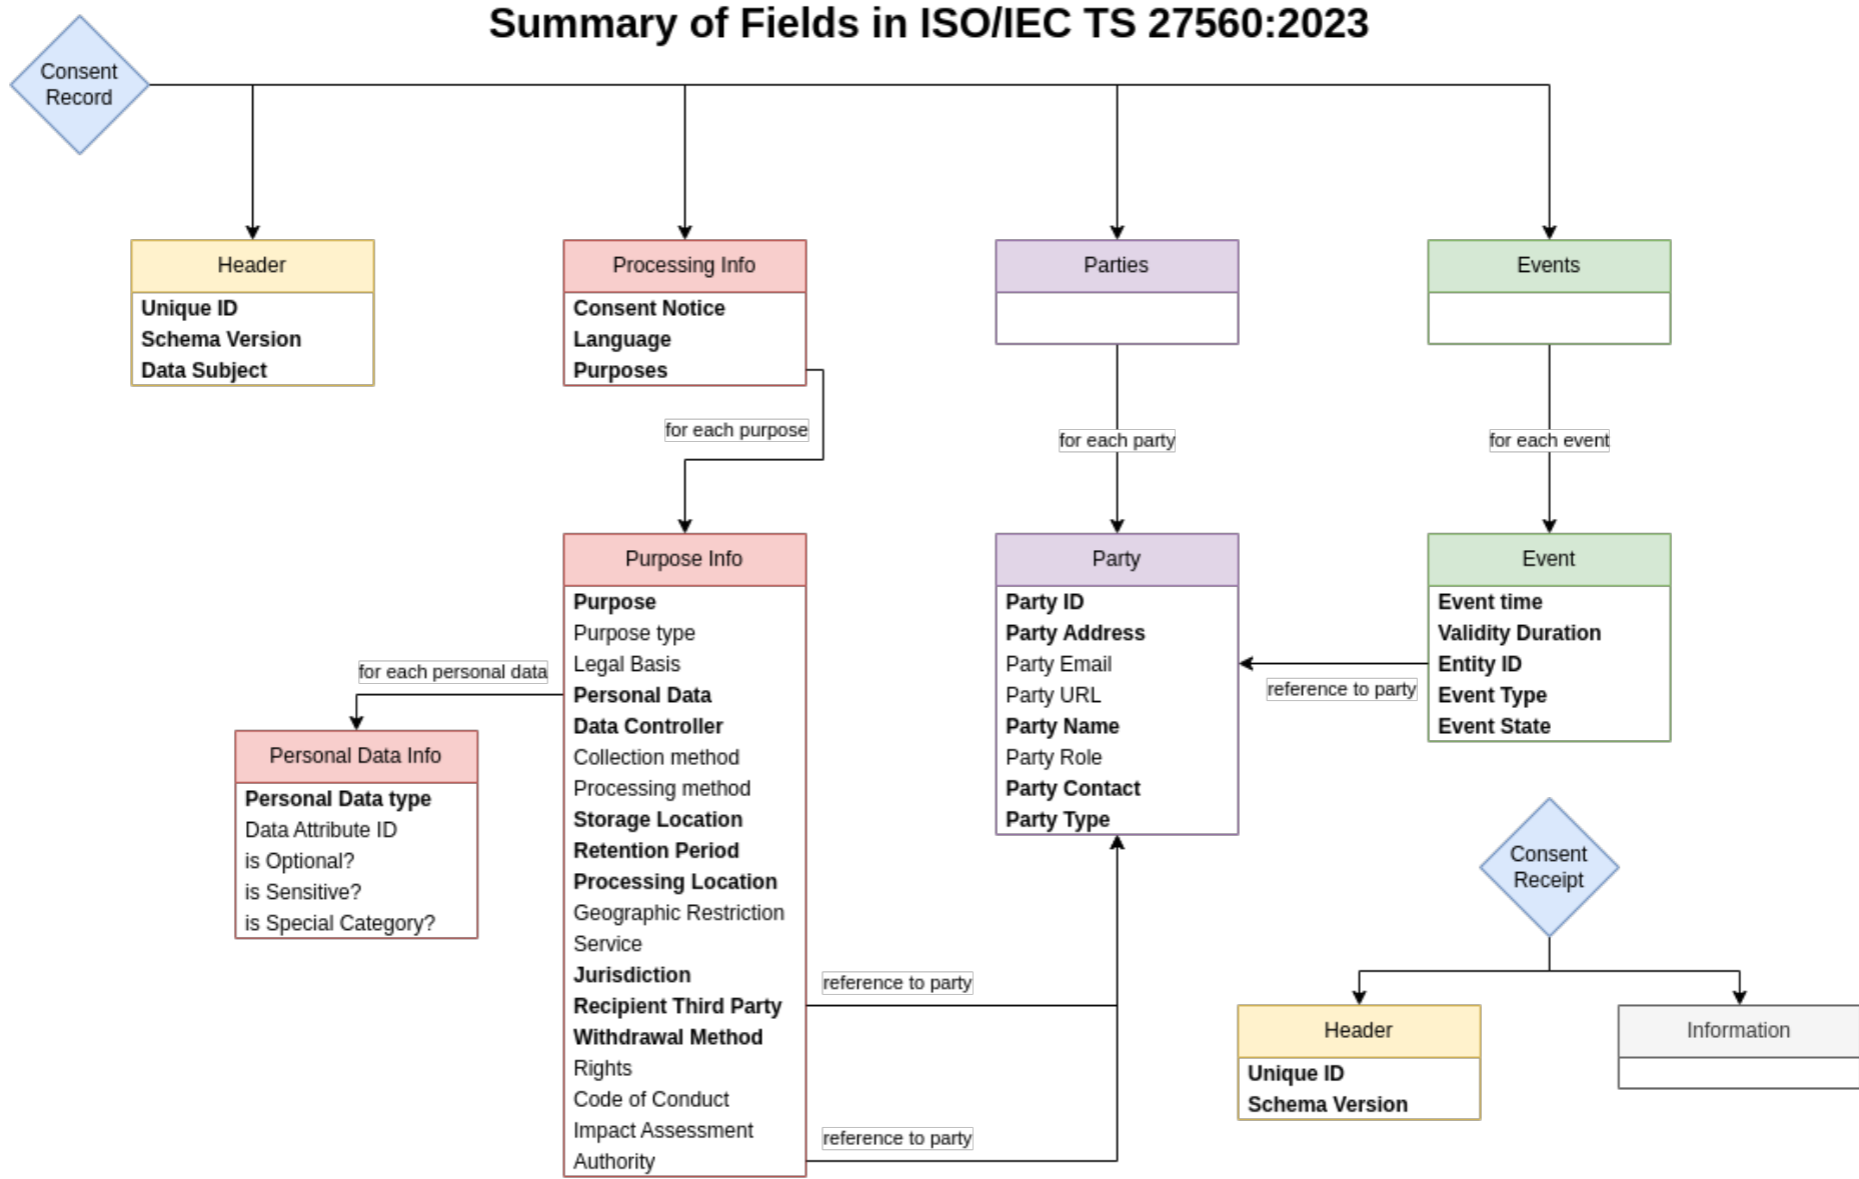 Summary of Fields in ISO/IEC TS 27560:2023
Consent
Record
Header
Unique ID
Schema Version
Data Subject
Processing Info
Consent Notice
Language
Purposes
Parties
Events
for each purpose
for each party
for each event
Purpose Info
Purpose
Purpose type
Legal Basis
Personal Data
Data Controller
Collection method
Processing method
Storage Location
Retention Period
Processing Location
Geographic Restriction
Service
Jurisdiction
Recipient Third Party
Withdrawal Method
Rights
Code of Conduct
Impact Assessment
Authority
for each personal data
Personal Data Info
Personal Data type
Data Attribute ID
is Optional?
is Sensitive?
is Special Category?
Party
Party ID
Party Address
Party Email
Party URL
Party Name
Party Role
Party Contact
Party Type
Event
Event time
Validity Duration
Entity ID
Event Type
Event State
reference to party
reference to party
reference to party
Consent
Receipt
Header
Unique ID
Schema Version
Information